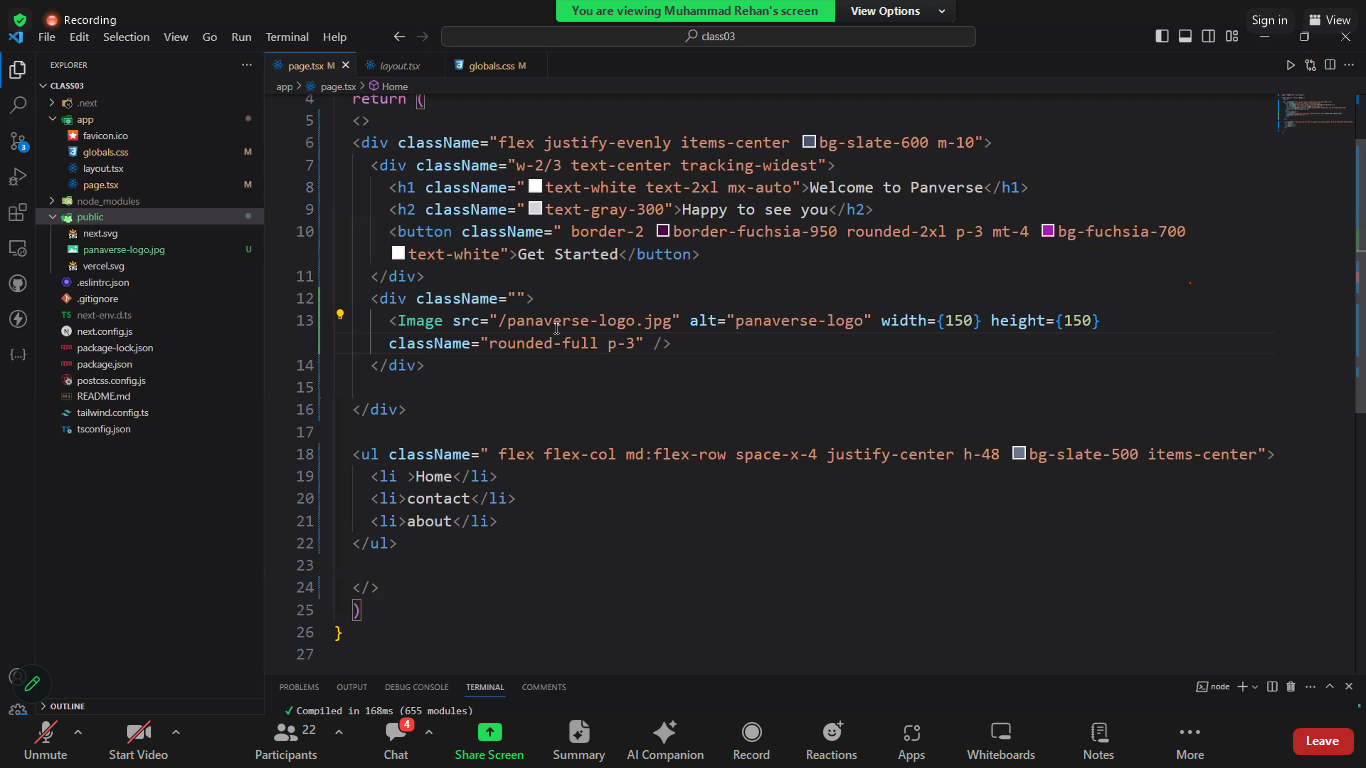 Recording
You are viewing Muhammad Rehan's screen
View Options
Sign in
View
File Edit Selection View Go Run Terminal Help
class03
EXPLORER
page.tsx M
layout.tsx
globals.css M
app > page.tsx > Home
CLASS03
.next
app
favicon.ico
globals.css M
layout.tsx
page.tsx M
node_modules
public
next.svg
panaverse-logo.jpg U
vercel.svg
.eslintrc.json
.gitignore
next-env.d.ts
next.config.js
package-lock.json
package.json
postcss.config.js
README.md
tailwind.config.ts
tsconfig.json
OUTLINE
3
4 return (
5 <>
6 <div className="flex justify-evenly items-center bg-slate-600 m-10">
7 <div className="w-2/3 text-center tracking-widest">
8 <h1 className="text-white text-2xl mx-auto">Welcome to Panverse</h1>
9 <h2 className="text-gray-300">Happy to see you</h2>
10 <button className=" border-2 border-fuchsia-950 rounded-2xl p-3 mt-4 bg-fuchsia-700
text-white">Get Started</button>
11 </div>
12 <div className="">
13 <Image src="/panaverse-logo.jpg" alt="panaverse-logo" width={150} height={150}
className="rounded-full p-3" />
14 </div>
15
16 </div>
17
18 <ul className=" flex flex-col md:flex-row space-x-4 justify-center h-48 bg-slate-500 items-center">
19 <li >Home</li>
20 <li>contact</li>
21 <li>about</li>
22 </ul>
23
24 </>
25 )
26 }
27
PROBLEMS OUTPUT DEBUG CONSOLE TERMINAL COMMENTS
node
✓ Compiled in 168ms (655 modules)
Unmute
Start Video
22
Participants
4
Chat
Share Screen
Summary
AI Companion
Record
Reactions
Apps
Whiteboards
Notes
More
Leave